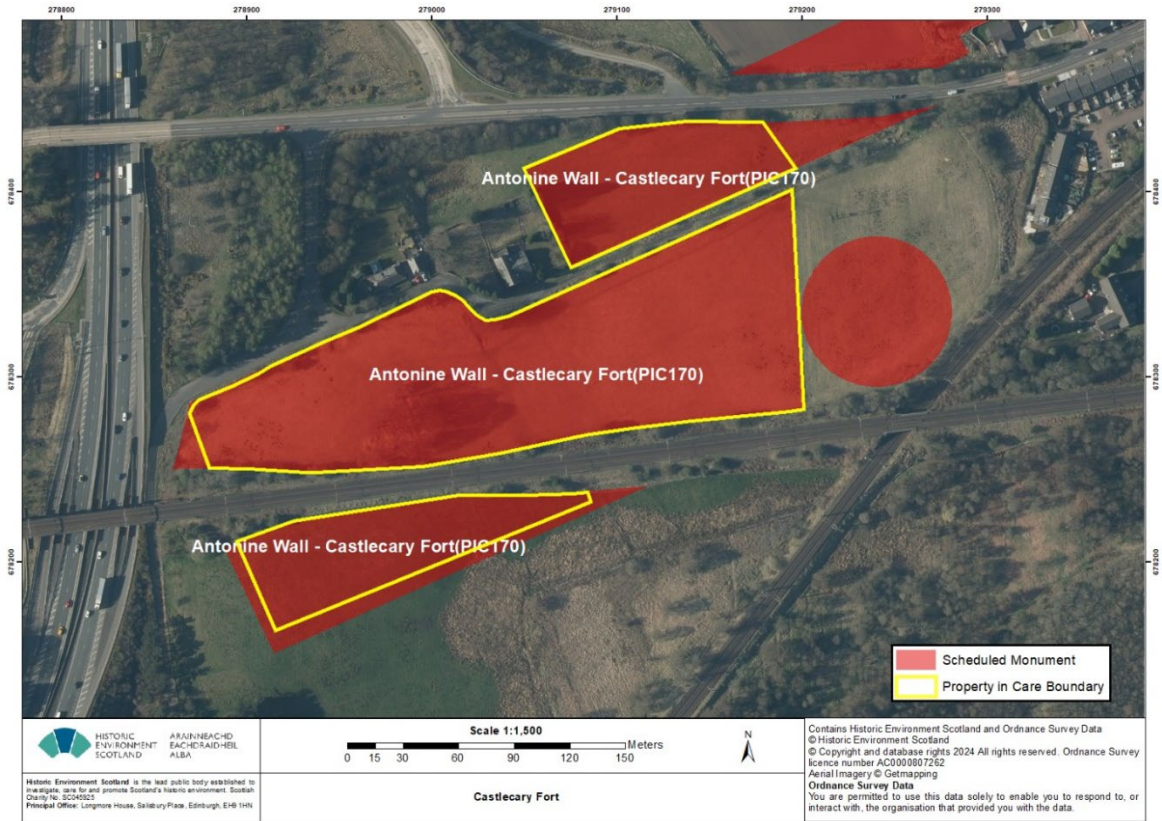 278800 278900 279000 279100 279200 279300
678400 678400
678300 678300
678200 678200
Antonine Wall - Castlecary Fort(PIC170)
Antonine Wall - Castlecary Fort(PIC170)
Antonine Wall - Castlecary Fort(PIC170)
Scheduled Monument
Property in Care Boundary
HISTORIC
ENVIRONMENT
SCOTLAND
ÀRAINNEACHD
EACHDRAIDHEIL
ALBA
Historic Environment Scotland is the lead public body established to
investigate, care for and promote Scotland's historic environment. Scottish
Charity No. SC045925
Principal Office: Longmore House, Salisbury Place, Edinburgh, EH9 1HN
Scale 1:1,500
Meters
0 15 30 60 90 120 150
N
Castlecary Fort
Contains Historic Environment Scotland and Ordnance Survey Data
© Historic Environment Scotland
© Copyright and database rights 2024 All rights reserved. Ordnance Survey
licence number AC0000807262
Aerial Imagery © Getmapping
Ordnance Survey Data
You are permitted to use this data solely to enable you to respond to, or
interact with, the organisation that provided you with the data.